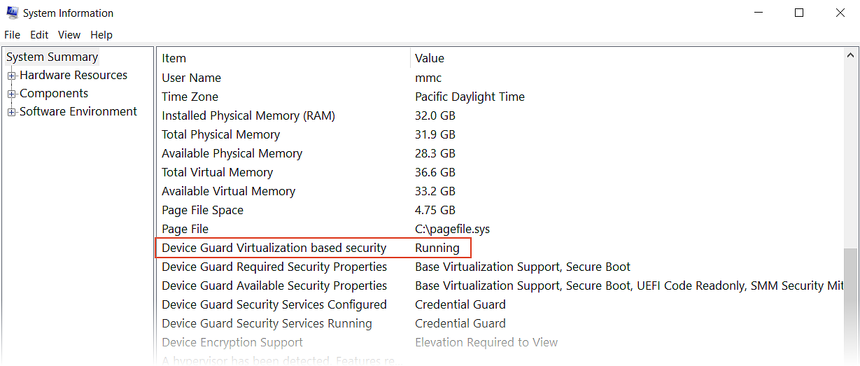 System Information
File Edit View Help
System Summary
Hardware Resources
Components
Software Environment
Item Value
User Name mmc
Time Zone Pacific Daylight Time
Installed Physical Memory (RAM) 32.0 GB
Total Physical Memory 31.9 GB
Available Physical Memory 28.3 GB
Total Virtual Memory 36.6 GB
Available Virtual Memory 33.2 GB
Page File Space 4.75 GB
Page File C:\pagefile.sys
Device Guard Virtualization based security Running
Device Guard Required Security Properties Base Virtualization Support, Secure Boot
Device Guard Available Security Properties Base Virtualization Support, Secure Boot, UEFI Code Readonly, SMM Security Mit
Device Guard Security Services Configured Credential Guard
Device Guard Security Services Running Credential Guard
Device Encryption Support Elevation Required to View
A hypervisor has been detected. Features re